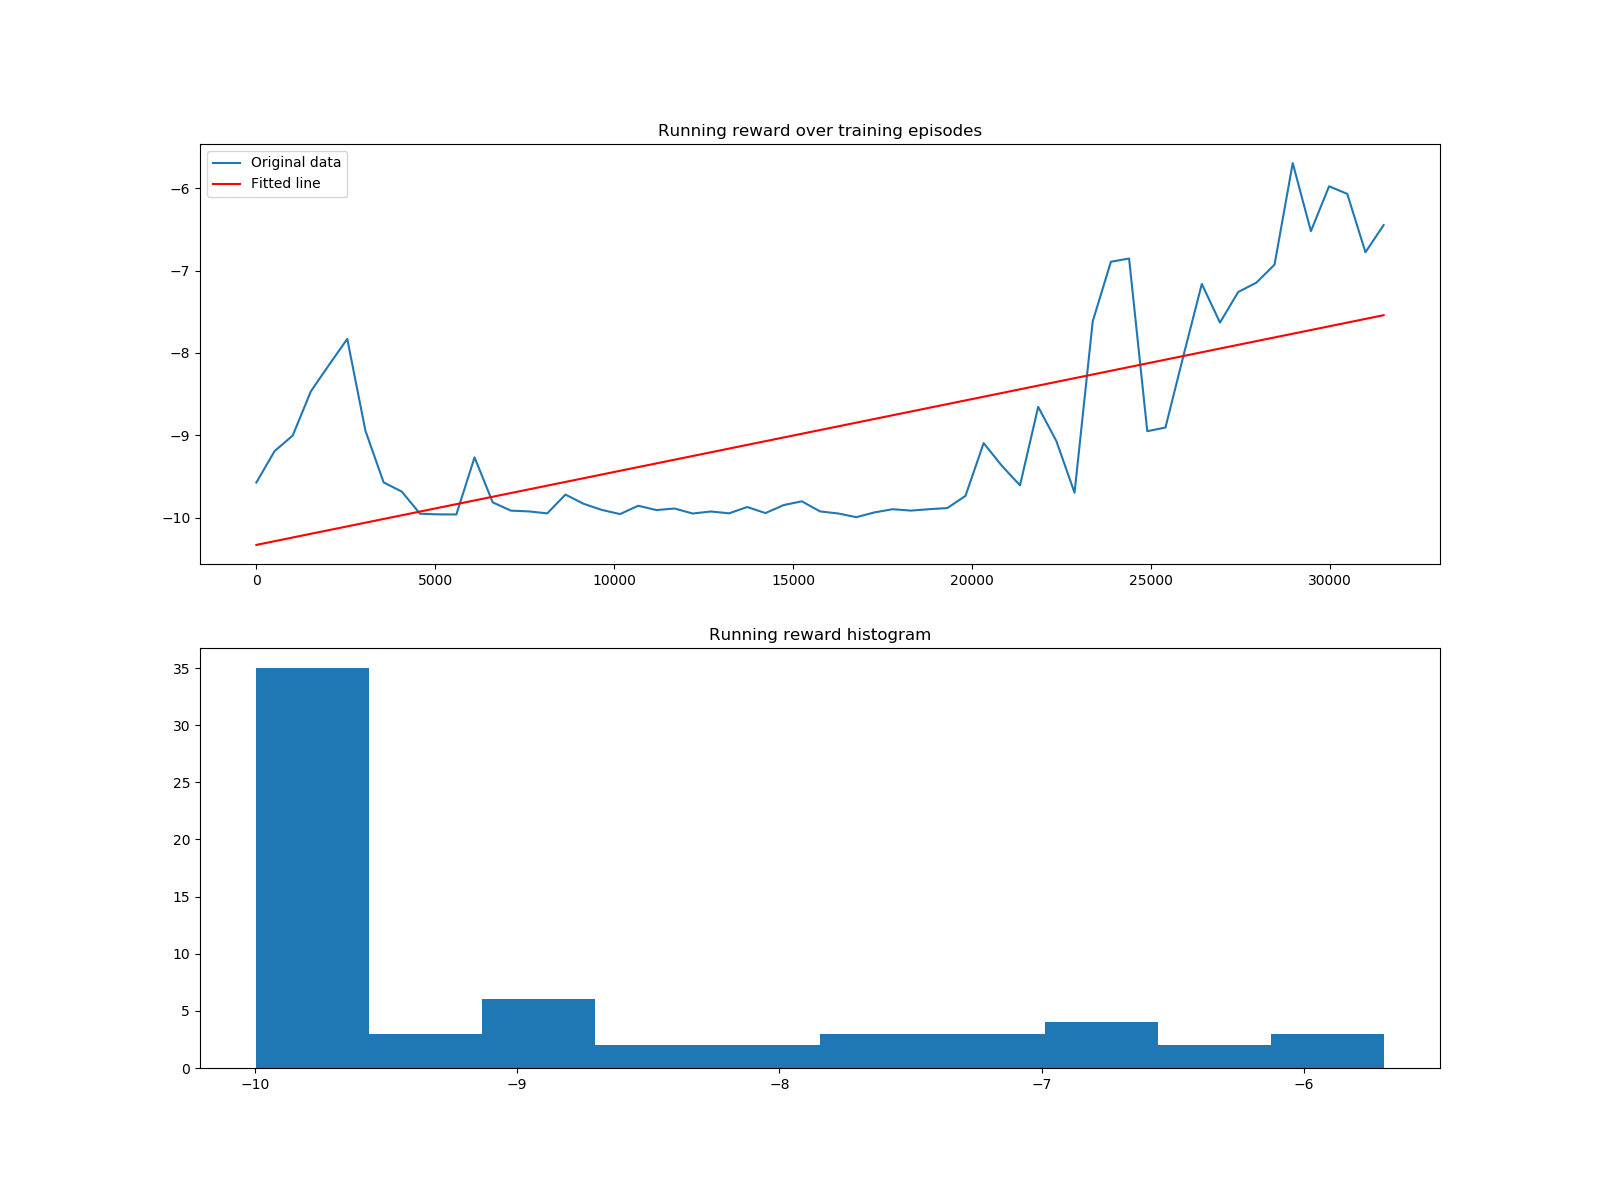 Running reward over training episodes
Original data
Fitted line
−6
−7
−8
−9
−10
0 5000 10000 15000 20000 25000 30000
Running reward histogram
35
30
25
20
15
10
5
0
−10 −9 −8 −7 −6